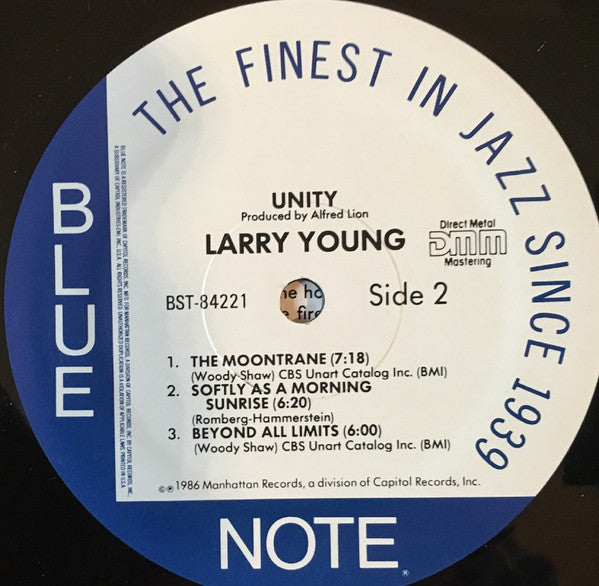 THE FINEST IN JAZZ SINCE 1939
BLUE
UNITY
Produced by Alfred Lion
LARRY YOUNG
Direct Metal
DMM
Mastering
BST-84221
Side 2
1. THE MOONTRANE (7:18)
(Woody Shaw) CBS Unart Catalog Inc. (BMI)
2. SOFTLY AS A MORNING
SUNRISE (6:20)
(Romberg-Hammerstein)
3. BEYOND ALL LIMITS (6:00)
(Woody Shaw) CBS Unart Catalog Inc. (BMI)
©℗1986 Manhattan Records, a division of Capitol Records, Inc.
NOTE®